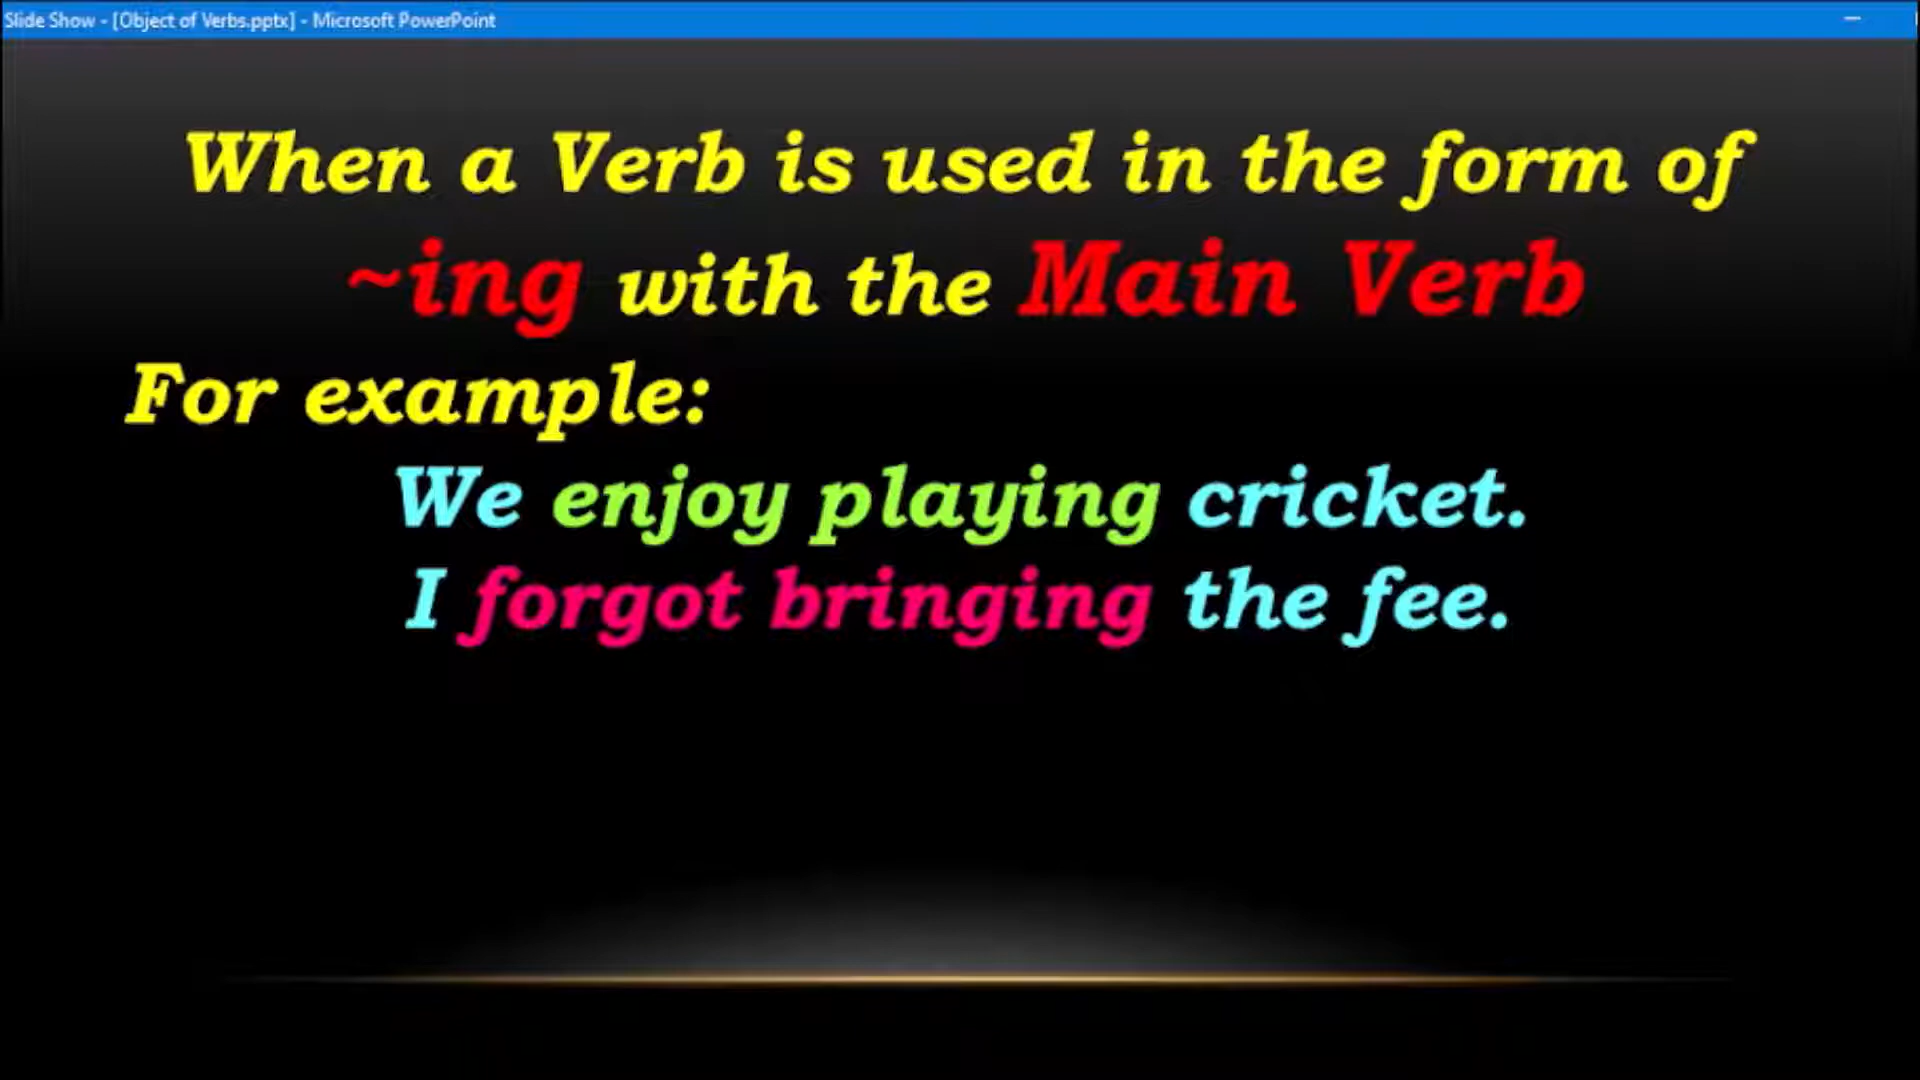 Slide Show - [Object of Verbs.pptx] - Microsoft PowerPoint
When a Verb is used in the form of
~ing with the Main Verb
For example:
We enjoy playing cricket.
I forgot bringing the fee.